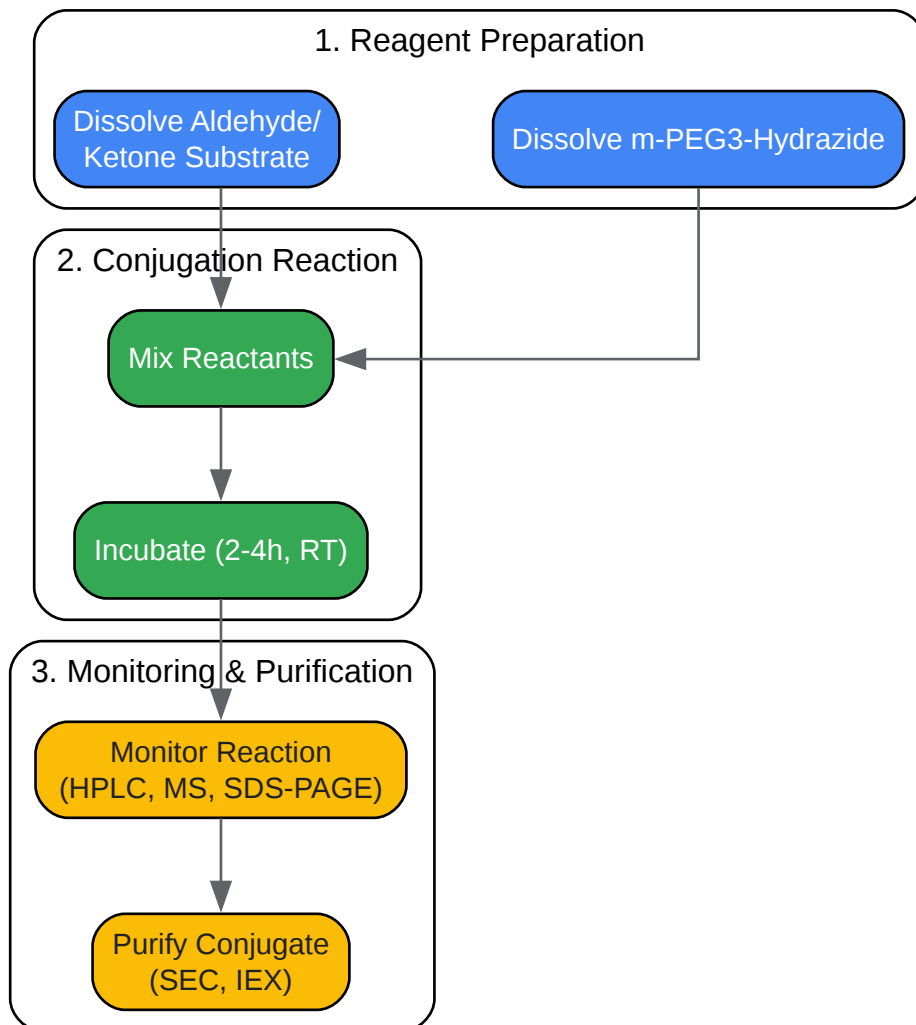 1. Reagent Preparation
Dissolve Aldehyde/
Ketone Substrate
Dissolve m-PEG3-Hydrazide
2. Conjugation Reaction
Mix Reactants
Incubate (2-4h, RT)
3. Monitoring & Purification
Monitor Reaction
(HPLC, MS, SDS-PAGE)
Purify Conjugate
(SEC, IEX)